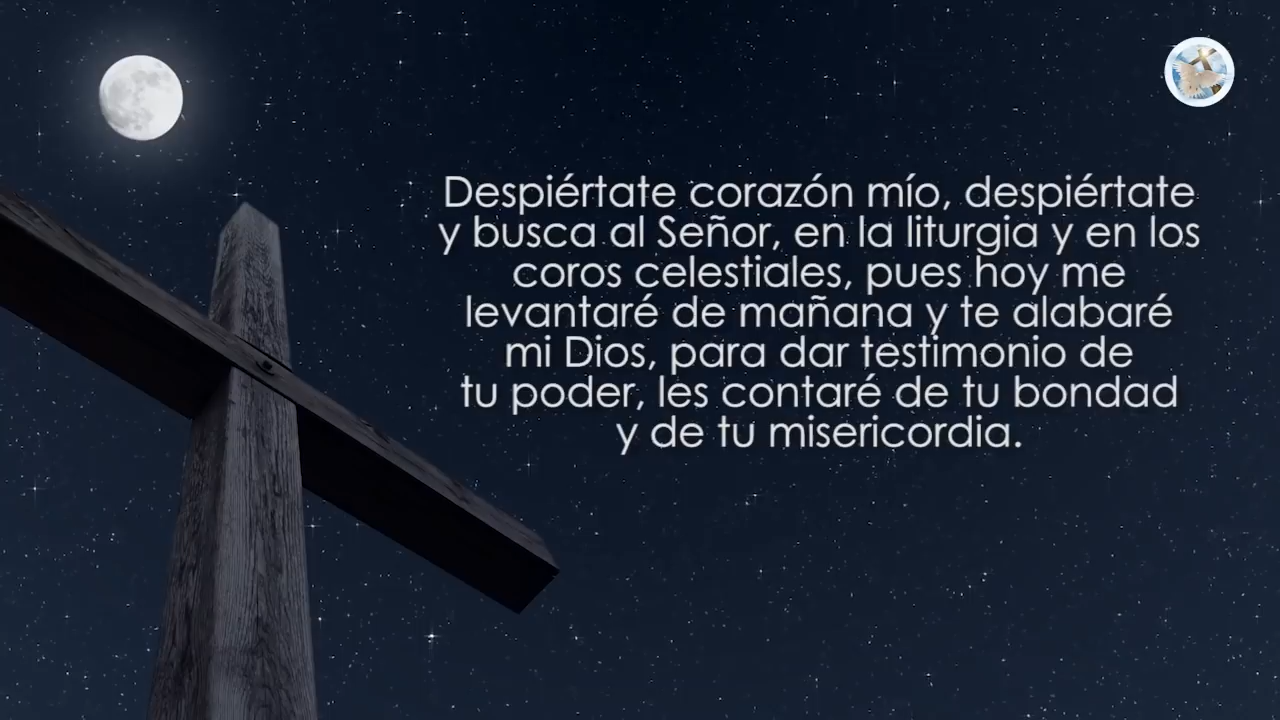 Despiértate corazón mío, despiértate
y busca al Señor, en la liturgia y en los
coros celestiales, pues hoy me
levantaré de mañana y te alabaré
mi Dios, para dar testimonio de
tu poder, les contaré de tu bondad
y de tu misericordia.